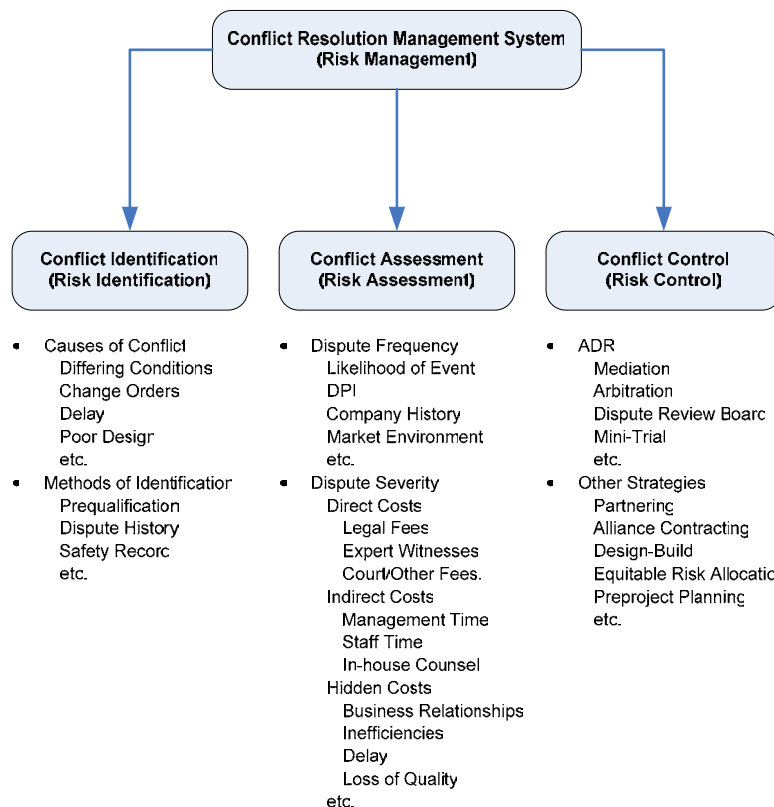 Conflict Resolution Management System
(Risk Management)
Conflict Identification
(Risk Identification)
• Causes of Conflict
Differing Conditions
Change Orders
Delay
Poor Design
etc.
• Methods of Identification
Prequalification
Dispute History
Safety Record
etc.
Conflict Assessment
(Risk Assessment)
• Dispute Frequency
Likelihood of Event
DPI
Company History
Market Environment
etc.
• Dispute Severity
Direct Costs
Legal Fees
Expert Witnesses
Court/Other Fees.
Indirect Costs
Management Time
Staff Time
In-house Counsel
Hidden Costs
Business Relationships
Inefficiencies
Delay
Loss of Quality
etc.
Conflict Control
(Risk Control)
• ADR
Mediation
Arbitration
Dispute Review Board
Mini-Trial
etc.
• Other Strategies
Partnering
Alliance Contracting
Design-Build
Equitable Risk Allocatio
Preproject Planning
etc.